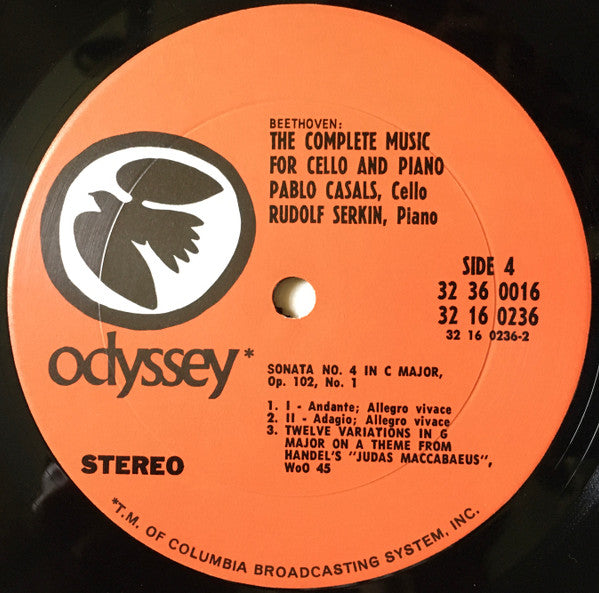 BEETHOVEN:
THE COMPLETE MUSIC
FOR CELLO AND PIANO
PABLO CASALS, Cello
RUDOLF SERKIN, Piano
SIDE 4
32 36 0016
32 16 0236
32 16 0236-2
odyssey*
SONATA NO. 4 IN C MAJOR,
Op. 102, No. 1
1. I - Andante; Allegro vivace
2. II - Adagio; Allegro vivace
3. TWELVE VARIATIONS IN G
MAJOR ON A THEME FROM
HANDEL'S "JUDAS MACCABAEUS",
WoO 45
STEREO
*T.M. OF COLUMBIA BROADCASTING SYSTEM, INC.